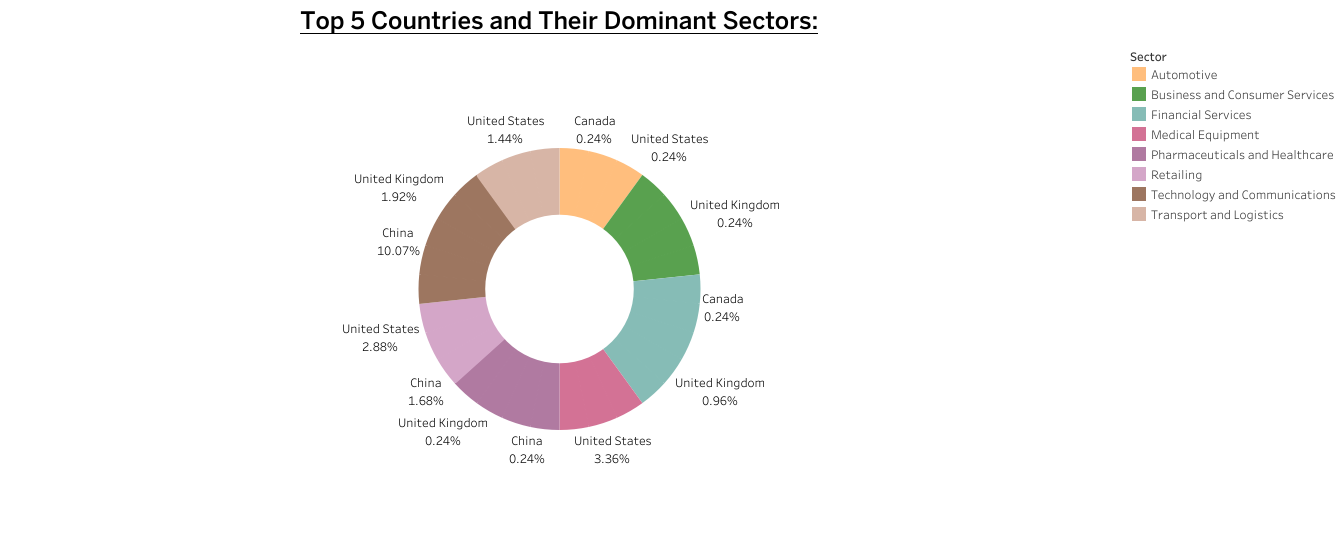 Top 5 Countries and Their Dominant Sectors:
Sector
Automotive
Business and Consumer Services
Financial Services
Medical Equipment
Pharmaceuticals and Healthcare
Retailing
Technology and Communications
Transport and Logistics
United States
1.44%
Canada
0.24%
United States
0.24%
United Kingdom
0.24%
Canada
0.24%
United Kingdom
0.96%
United States
3.36%
China
0.24%
United Kingdom
0.24%
China
1.68%
United States
2.88%
China
10.07%
United Kingdom
1.92%